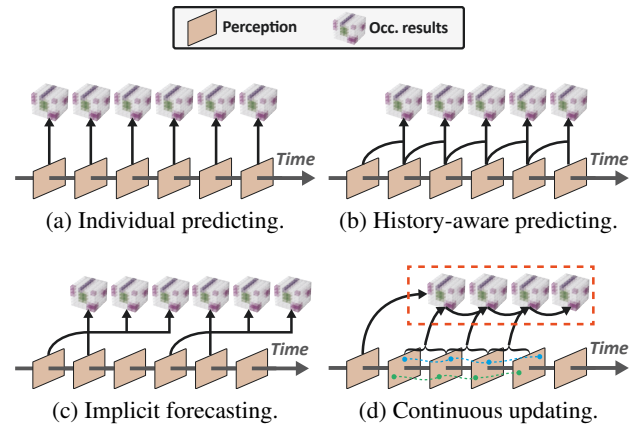 Perception
Occ. results
Time
Time
(a) Individual predicting.
(b) History-aware predicting.
Time
Time
(c) Implicit forecasting.
(d) Continuous updating.